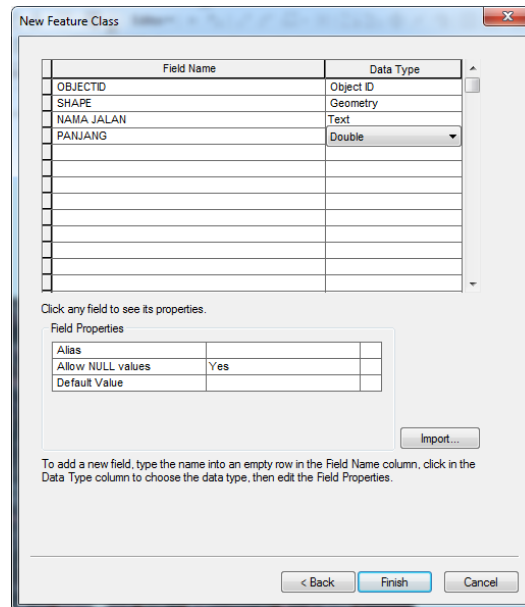 New Feature Class
Field Name Data Type
OBJECTID Object ID
SHAPE Geometry
NAMA JALAN Text
PANJANG Double
Click any field to see its properties.
Field Properties
Alias
Allow NULL values Yes
Default Value
Import...
To add a new field, type the name into an empty row in the Field Name column, click in the
Data Type column to choose the data type, then edit the Field Properties.
< Back Finish Cancel